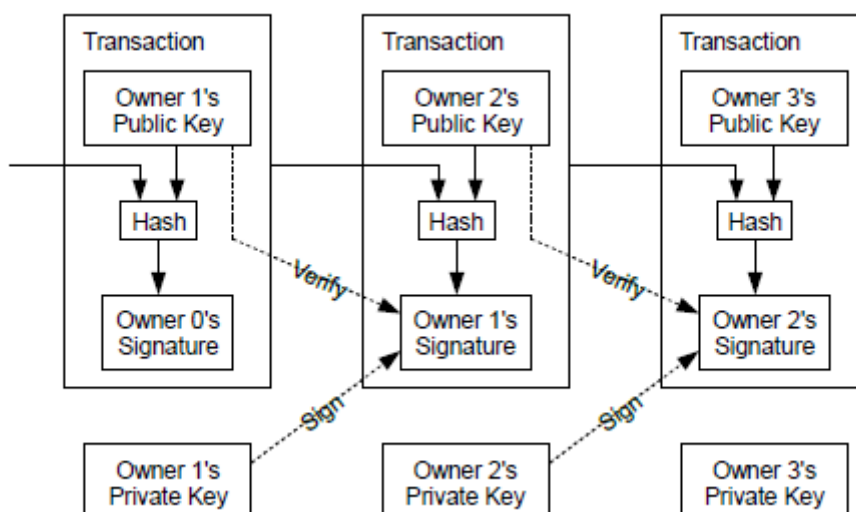 Transaction
Transaction
Transaction
Owner 1's
Public Key
Owner 2's
Public Key
Owner 3's
Public Key
Hash
Hash
Hash
Verify
Verify
Owner 0's
Signature
Owner 1's
Signature
Owner 2's
Signature
Sign
Sign
Owner 1's
Private Key
Owner 2's
Private Key
Owner 3's
Private Key